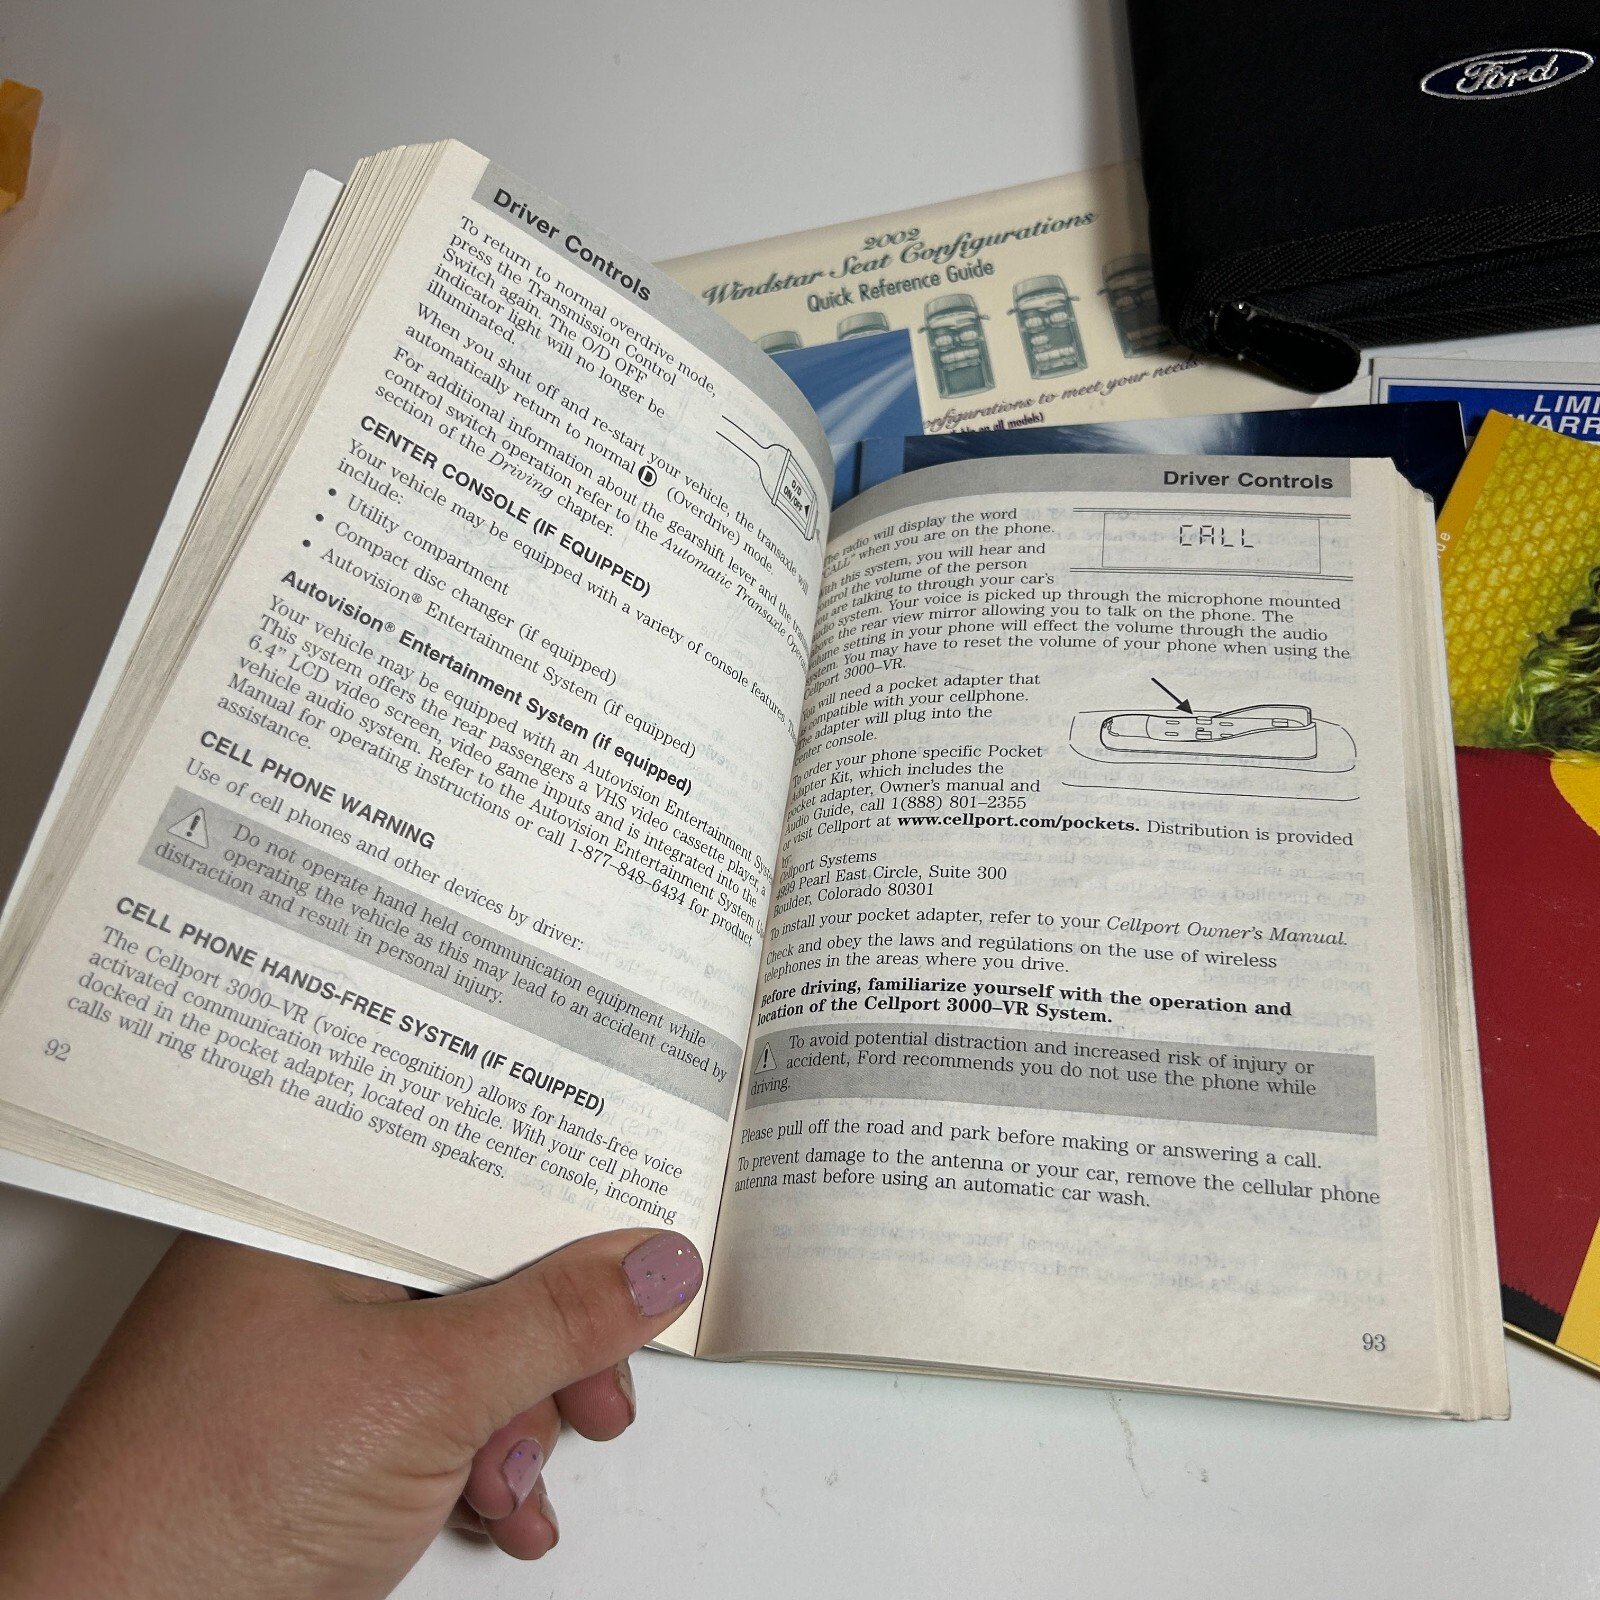 Ford
2002
Windstar Seat Configurations
Quick Reference Guide
configurations to meet your needs
on all models)
LIMI
WARR
Driver Controls
To return to normal overdrive mode,
press the Transmission Control
Switch again. The O/D OFF
indicator light will no longer be
illuminated.
O/D
ON/OFF
When you shut off and re-start your vehicle, the transaxle will
automatically return to normal D (Overdrive) mode.
For additional information about the gearshift lever and the
control switch operation refer to the Automatic Transaxle
section of the Driving chapter.
CENTER CONSOLE (IF EQUIPPED)
Your vehicle may be equipped with a variety of console features.
include:
• Utility compartment
• Compact disc changer (if equipped)
• Autovision® Entertainment System (if equipped)
Autovision® Entertainment System (if equipped)
Your vehicle may be equipped with an Autovision Entertainment
This system offers the rear passengers a VHS video cassette player, a
6.4” LCD video screen, video game inputs and is integrated into the
vehicle audio system. Refer to the Autovision Entertainment System
Manual for operating instructions or call 1-877-848-6434 for product
assistance.
CELL PHONE WARNING
Use of cell phones and other devices by driver:
Do not operate hand held communication equipment while
operating the vehicle as this may lead to an accident caused by
distraction and result in personal injury.
CELL PHONE HANDS-FREE SYSTEM (IF EQUIPPED)
The Cellport 3000–VR (voice recognition) allows for hands-free voice
activated communication while in your vehicle. With your cell phone
docked in the pocket adapter, located on the center console, incoming
calls will ring through the audio system speakers.
92
Driver Controls
The radio will display the word
“CALL” when you are on the phone.
CALL
With this system, you will hear and
control the volume of the person
you are talking to through your car's
audio system. Your voice is picked up through the microphone mounted
above the rear view mirror allowing you to talk on the phone. The
volume setting in your phone will effect the volume through the audio
system. You may have to reset the volume of your phone when using the
Cellport 3000–VR.
You will need a pocket adapter that
is compatible with your cellphone.
The adapter will plug into the
center console.
To order your phone specific Pocket
Adapter Kit, which includes the
pocket adapter, Owner's manual and
Audio Guide, call 1(888) 801–2355
or visit Cellport at www.cellport.com/pockets. Distribution is provided
by:
Cellport Systems
4999 Pearl East Circle, Suite 300
Boulder, Colorado 80301
To install your pocket adapter, refer to your Cellport Owner's Manual.
Check and obey the laws and regulations on the use of wireless
telephones in the areas where you drive.
Before driving, familiarize yourself with the operation and
location of the Cellport 3000–VR System.
To avoid potential distraction and increased risk of injury or
accident, Ford recommends you do not use the phone while
driving.
Please pull off the road and park before making or answering a call.
To prevent damage to the antenna or your car, remove the cellular phone
antenna mast before using an automatic car wash.
93